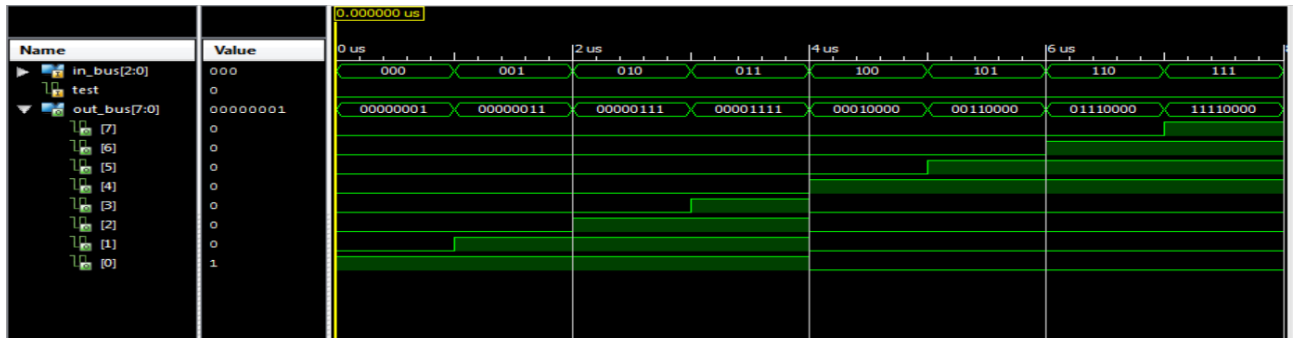 0.000000 us
Name Value 0 us 2 us 4 us 6 us
in_bus[2:0] 000 000 001 010 011 100 101 110 111
test 0
out_bus[7:0] 00000001 00000001 00000011 00000111 00001111 00010000 00110000 01110000 11110000
[7] 0
[6] 0
[5] 0
[4] 0
[3] 0
[2] 0
[1] 0
[0] 1